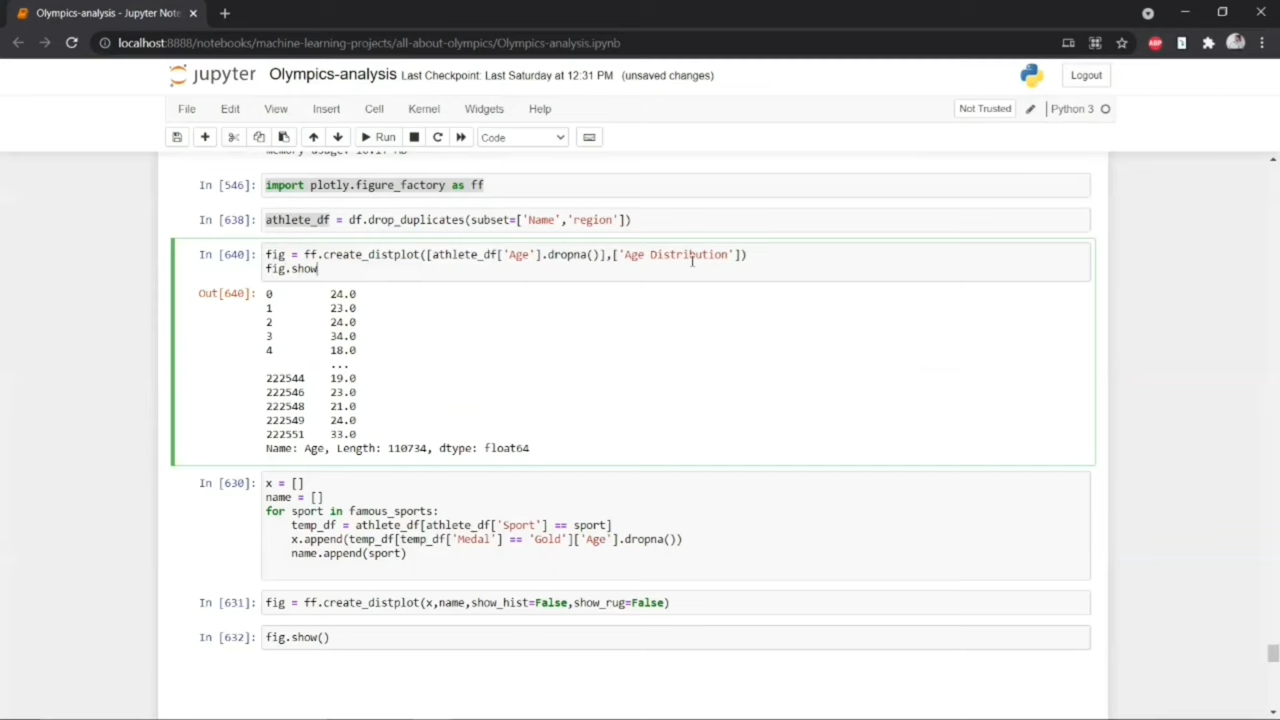 Olympics-analysis - Jupyter Note
localhost:8888/notebooks/machine-learning-projects/all-about-olympics/Olympics-analysis.ipynb
ABP
jupyter Olympics-analysis Last Checkpoint: Last Saturday at 12:31 PM (unsaved changes)
Logout
File Edit View Insert Cell Kernel Widgets Help
Not Trusted Python 3
Run Code
In [546]: import plotly.figure_factory as ff
In [638]: athlete_df = df.drop_duplicates(subset=['Name','region'])
In [640]: fig = ff.create_distplot([athlete_df['Age'].dropna()],['Age Distribution'])
fig.show
Out[640]: 0 24.0
1 23.0
2 24.0
3 34.0
4 18.0
...
222544 19.0
222546 23.0
222548 21.0
222549 24.0
222551 33.0
Name: Age, Length: 110734, dtype: float64
In [630]: x = []
name = []
for sport in famous_sports:
temp_df = athlete_df[athlete_df['Sport'] == sport]
x.append(temp_df[temp_df['Medal'] == 'Gold']['Age'].dropna())
name.append(sport)
In [631]: fig = ff.create_distplot(x,name,show_hist=False,show_rug=False)
In [632]: fig.show()